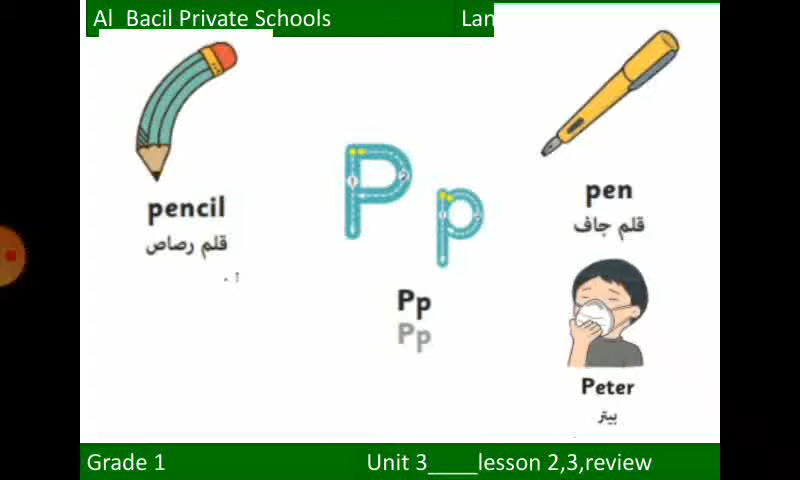 Al Bacil Private Schools
Lan
pencil
قلم رصاص
pen
قلم جاف
Pp
Pp
Pp
Peter
بيتر
Grade 1
Unit 3____lesson 2,3,review